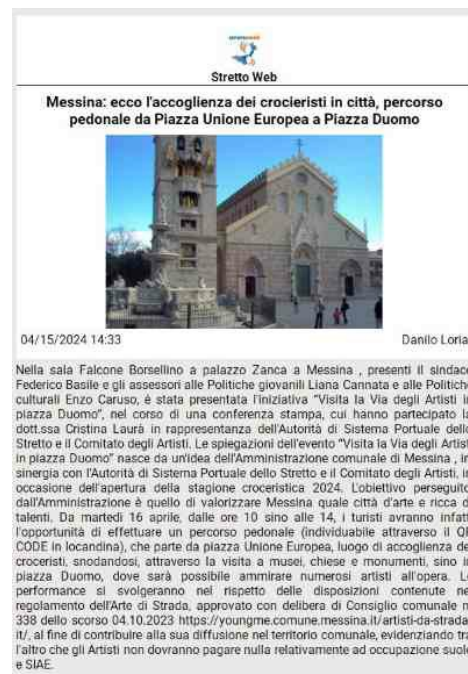 Stretto Web
Messina: ecco l'accoglienza dei crocieristi in città, percorso
pedonale da Piazza Unione Europea a Piazza Duomo
04/15/2024 14:33
Danilo Loria
Nella sala Falcone Borsellino a palazzo Zanca a Messina , presenti il sindaco
Federico Basile e gli assessori alle Politiche giovanili Liana Cannata e alle Politiche
culturali Enzo Caruso, è stata presentata l'iniziativa "Visita la Via degli Artisti in
piazza Duomo", nel corso di una conferenza stampa, cui hanno partecipato la
dott.ssa Cristina Laurà in rappresentanza dell'Autorità di Sistema Portuale dello
Stretto e il Comitato degli Artisti. Le spiegazioni dell'evento "Visita la Via degli Artisti
in piazza Duomo" nasce da un'idea dell'Amministrazione comunale di Messina , in
sinergia con l'Autorità di Sistema Portuale dello Stretto e il Comitato degli Artisti, in
occasione dell'apertura della stagione croceristica 2024. L'obiettivo perseguito
dall'Amministrazione è quello di valorizzare Messina quale città d'arte e ricca di
talenti. Da martedì 16 aprile, dalle ore 10 sino alle 14, i turisti avranno infatti
l'opportunità di effettuare un percorso pedonale (individuabile attraverso il QR
CODE in locandina), che parte da piazza Unione Europea, luogo di accoglienza dei
croceristi, snodandosi, attraverso la visita a musei, chiese e monumenti, sino in
piazza Duomo, dove sarà possibile ammirare numerosi artisti all'opera. Le
performance si svolgeranno nel rispetto delle disposizioni contenute nel
regolamento dell'Arte di Strada, approvato con delibera di Consiglio comunale n.
338 dello scorso 04.10.2023 https://youngme.comune.messina.it/artisti-da-strada-
it/, al fine di contribuire alla sua diffusione nel territorio comunale, evidenziando tra
l'altro che gli Artisti non dovranno pagare nulla relativamente ad occupazione suolo
e SIAE.